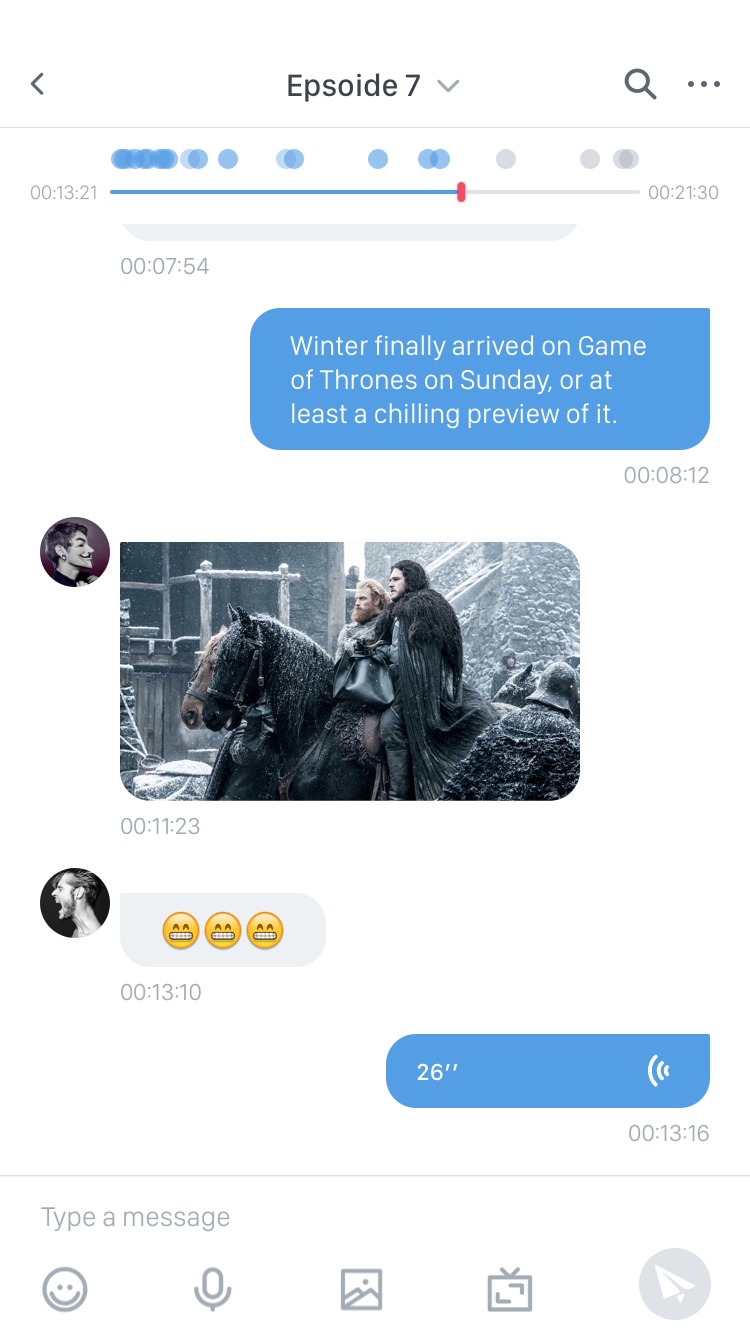 Epsoide 7
00:13:21
00:21:30
00:07:54
Winter finally arrived on Game
of Thrones on Sunday, or at
least a chilling preview of it.
00:08:12
00:11:23
00:13:10
26′′
00:13:16
Type a message